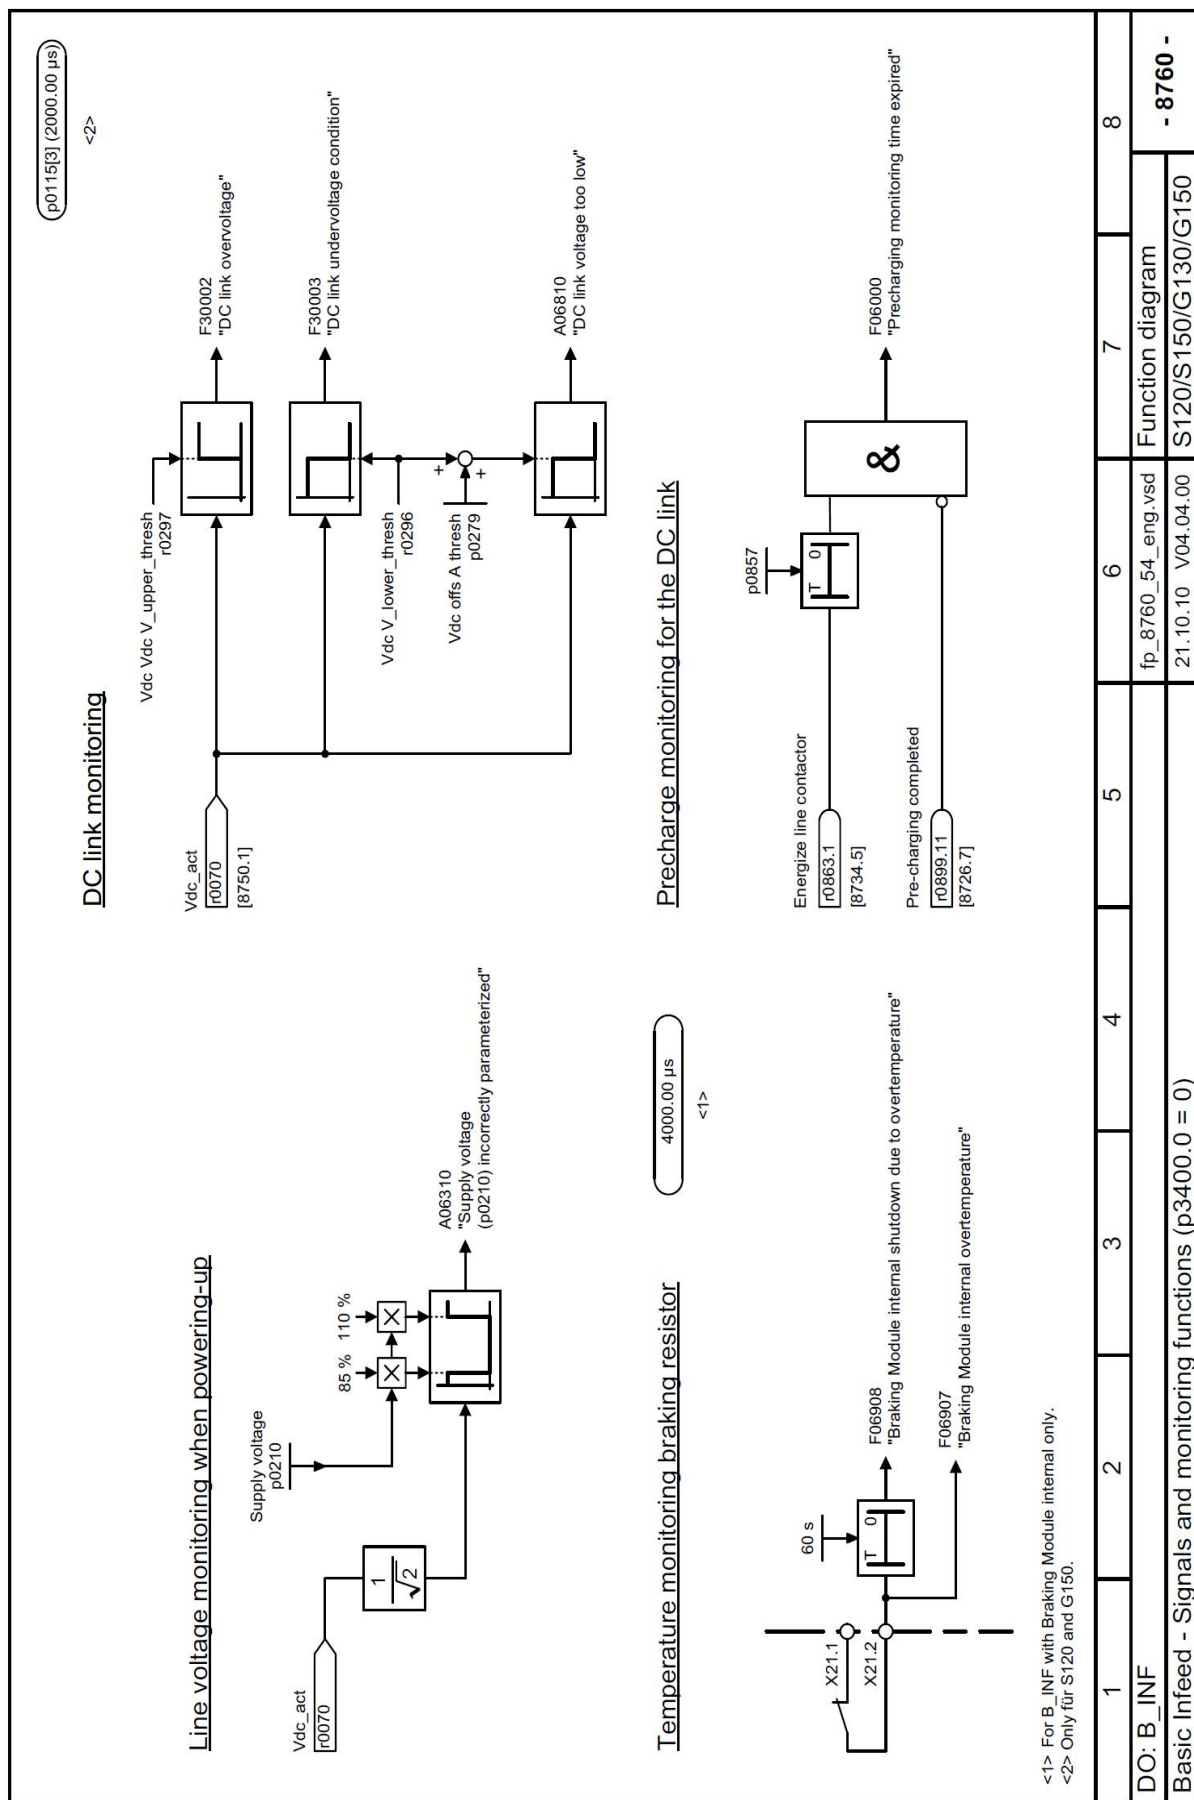 p0115[3] (2000.00 µs)
<2>
Line voltage monitoring when powering-up
Vdc_act
r0070
1
√2
Supply voltage
p0210
85 %
110 %
X
X
A06310
"Supply voltage
(p0210) incorrectly parameterized"
DC link monitoring
Vdc_act
r0070
[8750.1]
Vdc Vdc V_upper_thresh
r0297
F30002
"DC link overvoltage"
F30003
"DC link undervoltage condition"
Vdc V_lower_thresh
r0296
Vdc offs A thresh
p0279
+
+
A06810
"DC link voltage too low"
Temperature monitoring braking resistor
4000.00 µs
<1>
X21.1
X21.2
60 s
T 0
F06908
"Braking Module internal shutdown due to overtemperature"
F06907
"Braking Module internal overtemperature"
Precharge monitoring for the DC link
Energize line contactor
r0863.1
[8734.5]
p0857
T 0
Pre-charging completed
r0899.11
[8726.7]
&
F06000
"Precharging monitoring time expired"
<1> For B_INF with Braking Module internal only.
<2> Only für S120 and G150.
1 2 3 4 5 6 7 8
DO: B_INF
fp_8760_54_eng.vsd
Function diagram
- 8760 -
Basic Infeed - Signals and monitoring functions (p3400.0 = 0)
21.10.10 V04.04.00
S120/S150/G130/G150